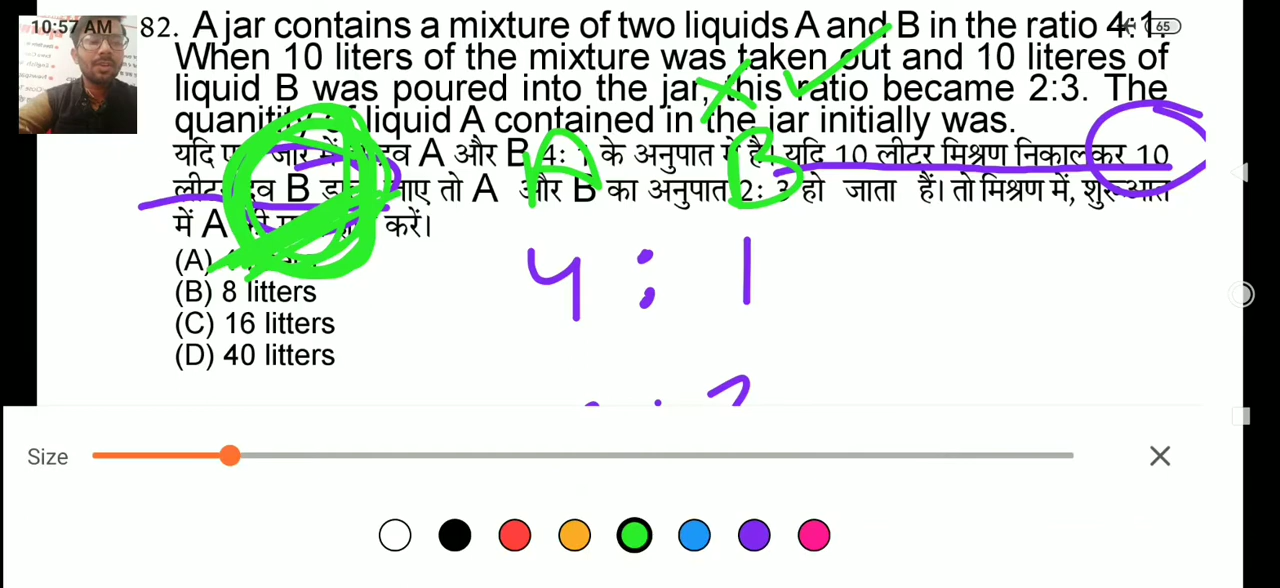 10:57 AM
65
82. A jar contains a mixture of two liquids A and B in the ratio 4:1.
When 10 liters of the mixture was taken out and 10 literes of
liquid B was poured into the jar, this ratio became 2:3. The
quanitity of liquid A contained in the jar initially was.
यदि जार में A और B 4: 1 के अनुपात में है। यदि 10 लीटर मिश्रण निकालकर 10
लीटर द्रव B जाए तो A और B का अनुपात 2: 3 हो जाता हैं। तो मिश्रण में, शुरुआत
में A करें।
A B
(A)
4 : 1
(B) 8 litters
(C) 16 litters
(D) 40 litters
Size